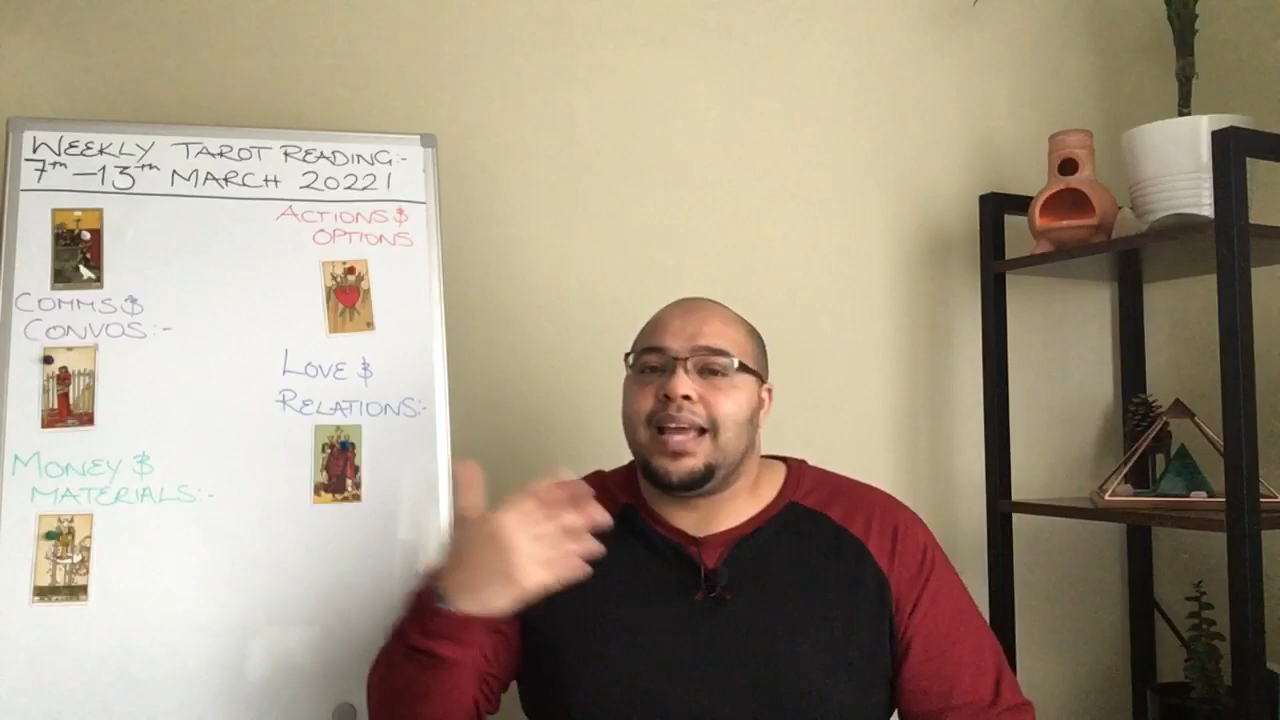 WEEKLY TAROT READING:-
7th-13th MARCH 2022!
ACTIONS &
OPTIONS
COMMS &
CONVOS:-
LOVE &
RELATIONS:-
MONEY &
MATERIALS:-